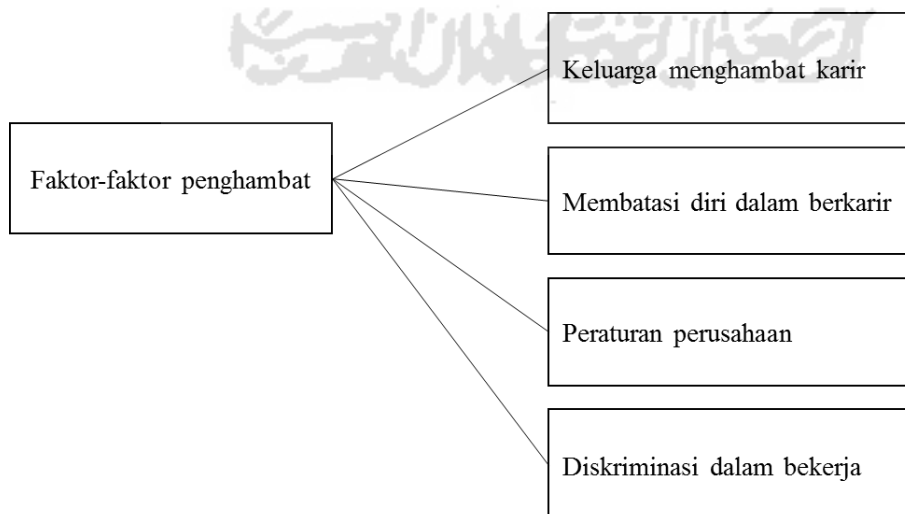 Keluarga menghambat karir
Faktor-faktor penghambat
Membatasi diri dalam berkarir
Peraturan perusahaan
Diskriminasi dalam bekerja